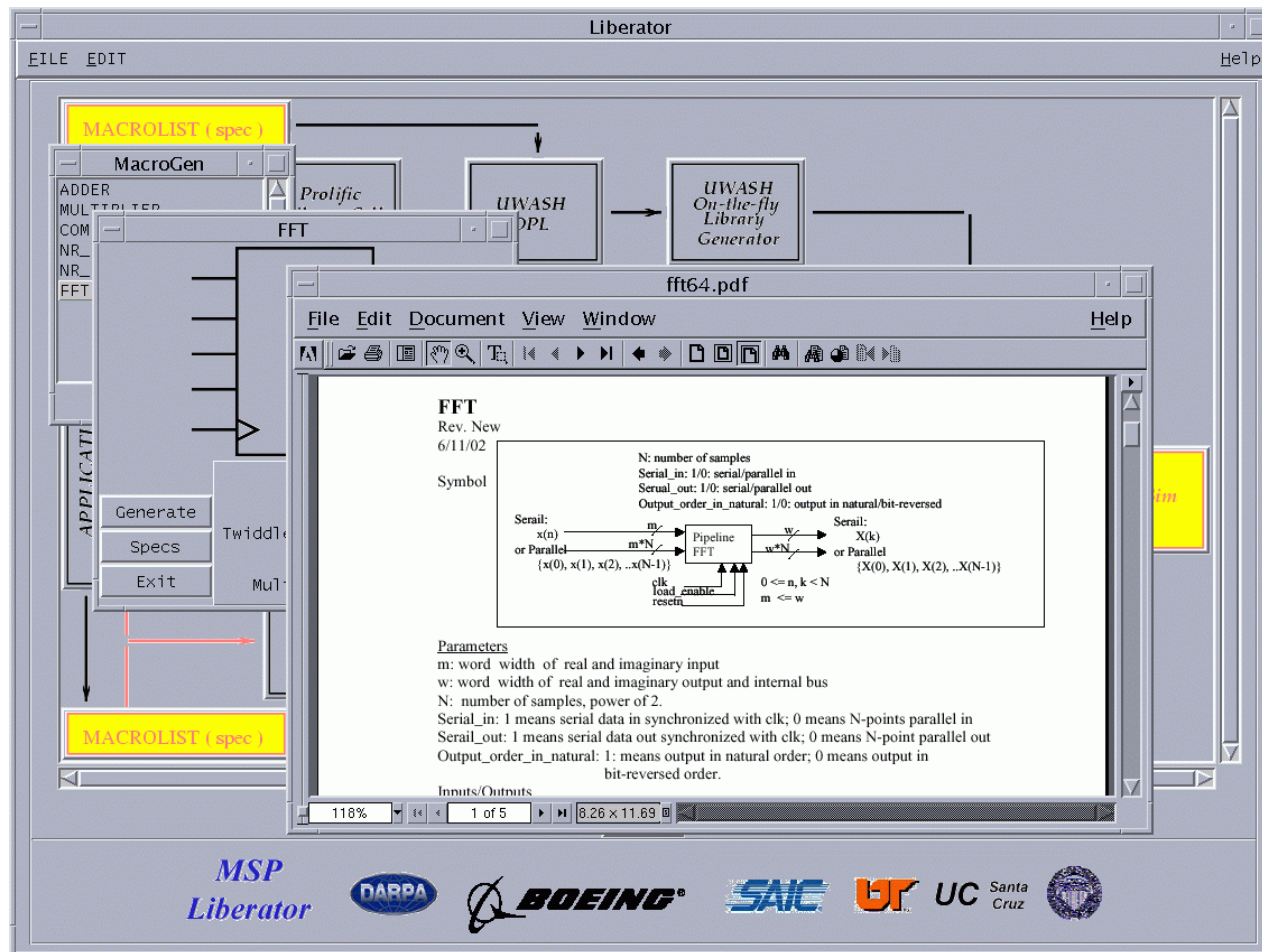 Liberator
FILE EDIT Help
MACROLIST ( spec )
MacroGen
ADDER
MULTIPLIER
COM
NR_
NR_
FFT
Prolific
UWASH
UWASH
On-the-fly
Library
Generator
FFT
Generate
Specs
Exit
Twiddle
Mul
APPLICATI
MACROLIST ( spec )
im
fft64.pdf
File Edit Document View Window Help
FFT
Rev. New
6/11/02
Symbol
N: number of samples
Serial_in: 1/0: serial/parallel in
Serual_out: 1/0: serial/parallel out
Output_order_in_natural: 1/0: output in natural/bit-reversed
Serail:
x(n)
or Parallel
{x(0), x(1), x(2), ..x(N-1)}
m
m*N
Pipeline
FFT
w
w*N
Serail:
X(k)
or Parallel
{X(0), X(1), X(2), ..X(N-1)}
clk
load_enable
resetn
0 <= n, k < N
m <= w
Parameters
m: word width of real and imaginary input
w: word width of real and imaginary output and internal bus
N: number of samples, power of 2.
Serial_in: 1 means serial data in synchronized with clk; 0 means N-points parallel in
Serail_out: 1 means serial data out synchronized with clk; 0 means N-point parallel out
Output_order_in_natural: 1: means output in natural order; 0 means output in
bit-reversed order.
Inputs/Outputs
118% 1 of 5 8.26 x 11.69
MSP
Liberator
DARPA
BOEING®
SAIC
UT
UC Santa
Cruz